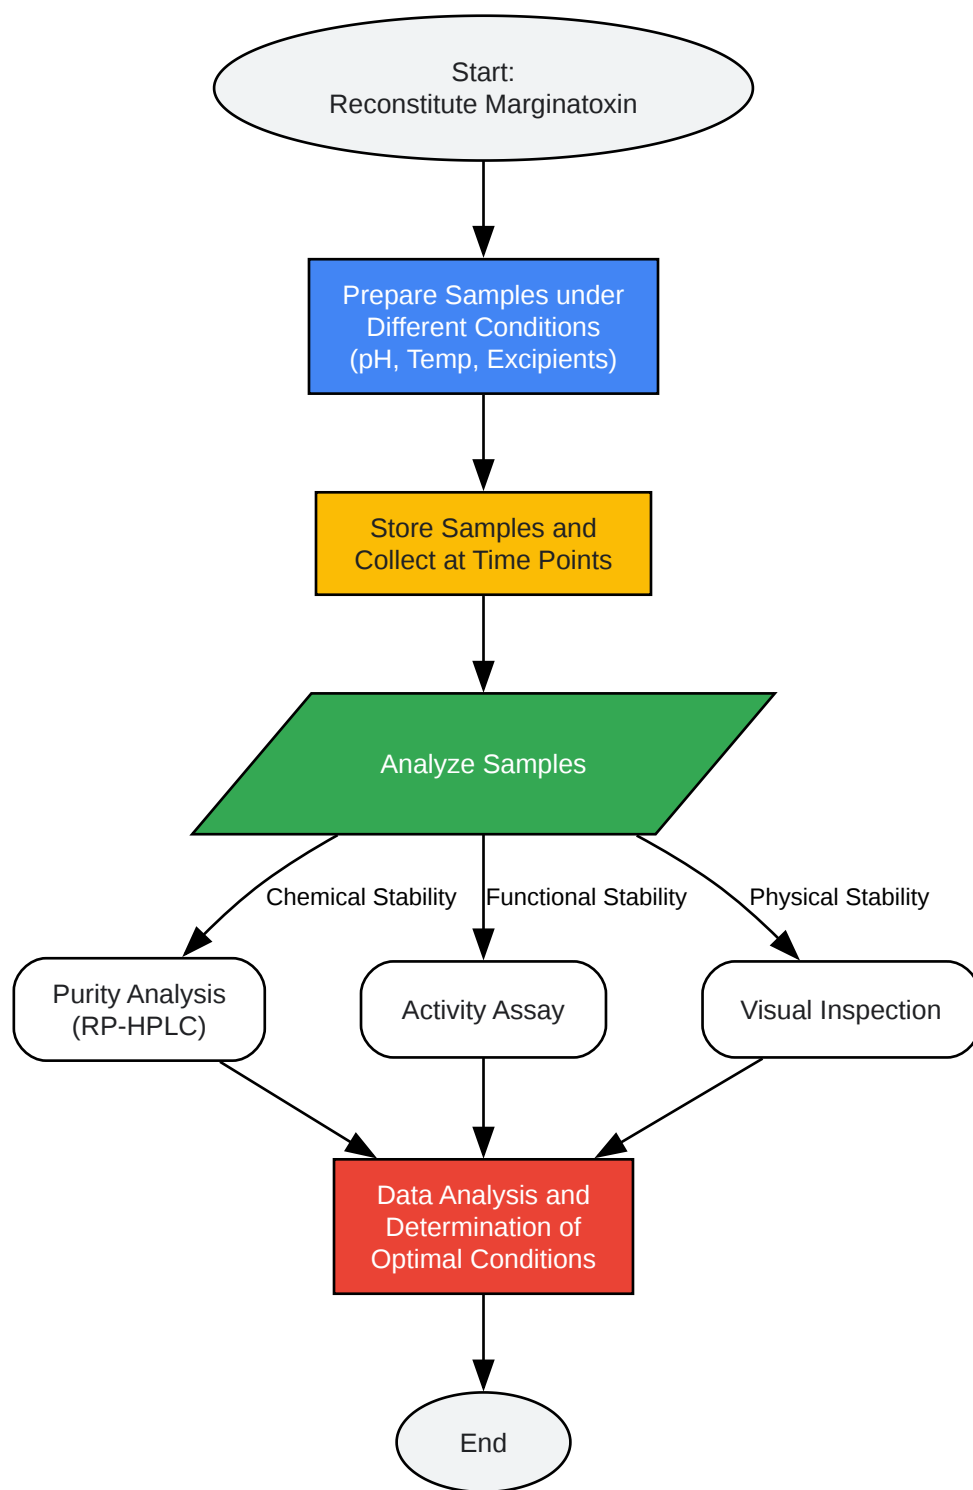 Start:
Reconstitute Marginatoxin
Prepare Samples under
Different Conditions
(pH, Temp, Excipients)
Store Samples and
Collect at Time Points
Analyze Samples
Chemical Stability
Functional Stability
Physical Stability
Purity Analysis
(RP-HPLC)
Activity Assay
Visual Inspection
Data Analysis and
Determination of
Optimal Conditions
End